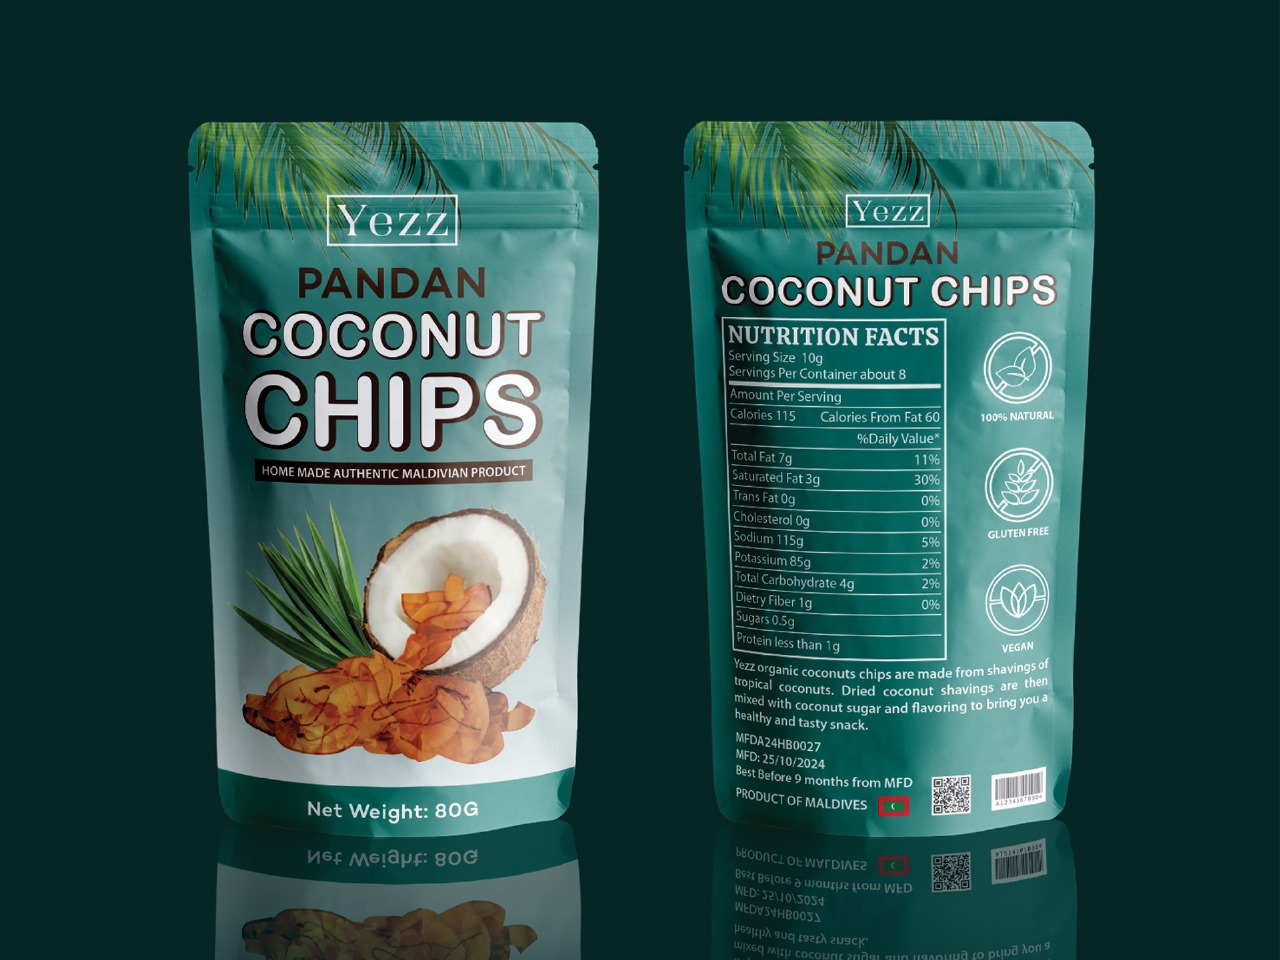 Yezz
PANDAN
COCONUT
CHIPS
HOME MADE AUTHENTIC MALDIVIAN PRODUCT
Net Weight: 80G
Yezz
PANDAN
COCONUT CHIPS
NUTRITION FACTS
Serving Size 10g
Servings Per Container about 8
Amount Per Serving
Calories 115 Calories From Fat 60
%Daily Value*
Total Fat 7g 11%
Saturated Fat 3g 30%
Trans Fat 0g 0%
Cholesterol 0g 0%
Sodium 115g 5%
Potassium 85g 2%
Total Carbohydrate 4g 2%
Dietry Fiber 1g 0%
Sugars 0.5g
Protein less than 1g
100% NATURAL
GLUTEN FREE
VEGAN
Yezz organic coconuts chips are made from shavings of
tropical coconuts. Dried coconut shavings are then
mixed with coconut sugar and flavoring to bring you a
healthy and tasty snack.
MFDA24HB0027
MFD: 25/10/2024
Best Before 9 months from MFD
PRODUCT OF MALDIVES